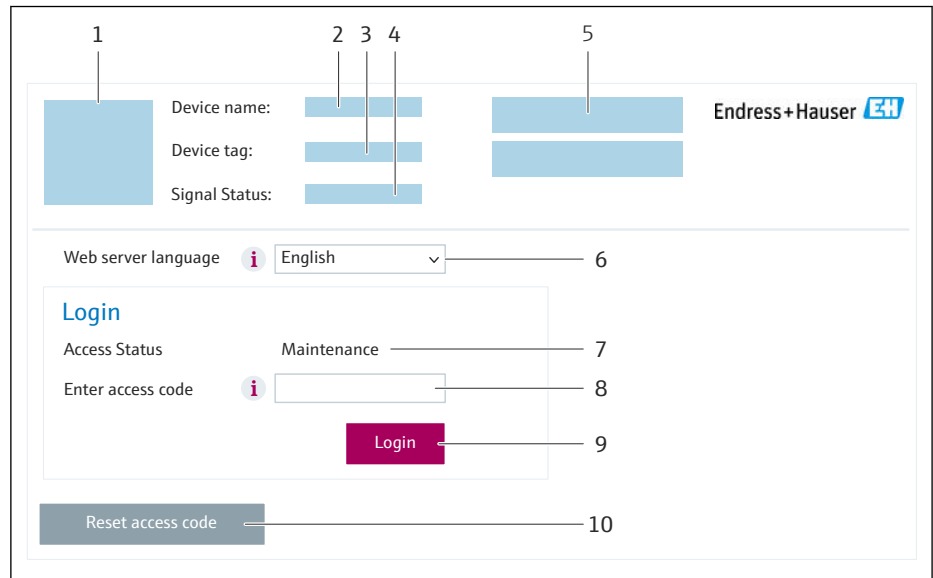 1 2 3 4 5
Device name:
Endress+Hauser EH
Device tag:
Signal Status:
Web server language i English 6
Login
Access Status Maintenance 7
Enter access code i 8
Login 9
Reset access code 10